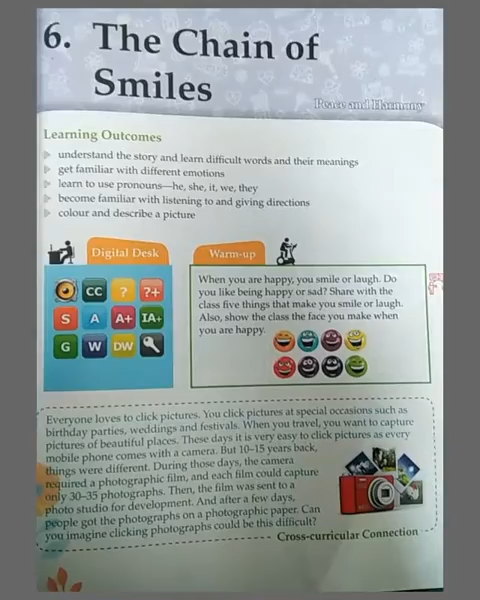 6. The Chain of
Smiles
Peace and Harmony
Learning Outcomes
understand the story and learn difficult words and their meanings
get familiar with different emotions
learn to use pronouns—he, she, it, we, they
become familiar with listening to and giving directions
colour and describe a picture
Digital Desk
CC ? ?+
S A A+ IA+
G W DW
Warm-up
When you are happy, you smile or laugh. Do
you like being happy or sad? Share with the
class five things that make you smile or laugh.
Also, show the class the face you make when
you are happy.
Everyone loves to click pictures. You click pictures at special occasions such as
birthday parties, weddings and festivals. When you travel, you want to capture
pictures of beautiful places. These days it is very easy to click pictures as every
mobile phone comes with a camera. But 10–15 years back,
things were different. During those days, the camera
required a photographic film, and each film could capture
only 30–35 photographs. Then, the film was sent to a
photo studio for development. And after a few days,
people got the photographs on a photographic paper. Can
you imagine clicking photographs could be this difficult?
Cross-curricular Connection